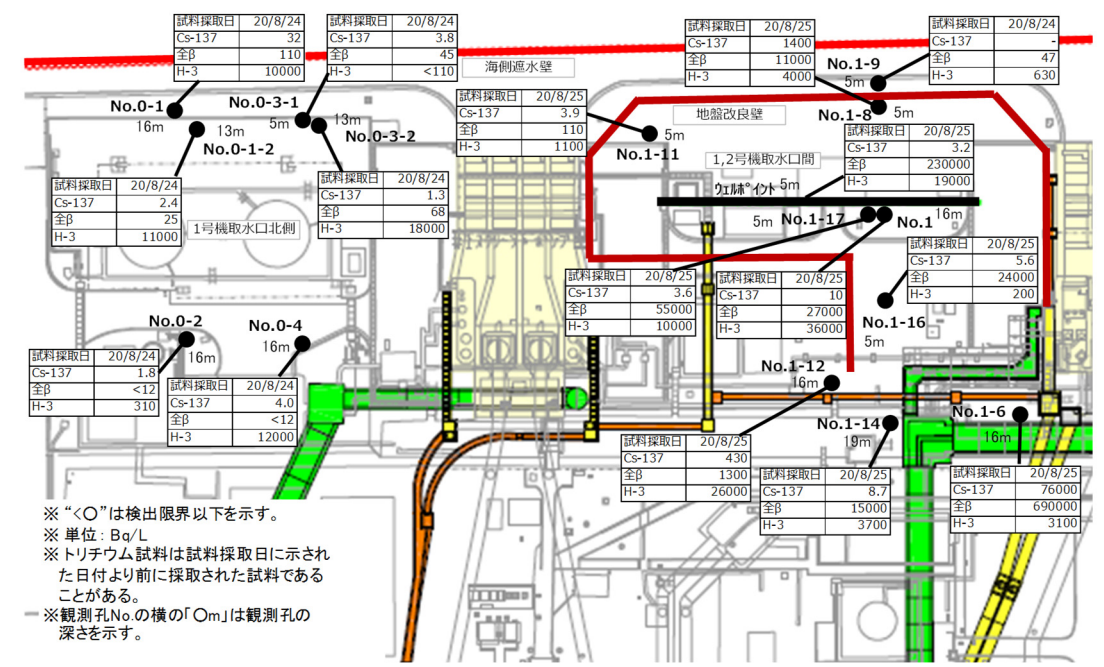 試料採取日 20/8/24
Cs-137 32
全β 110
H-3 10000
試料採取日 20/8/24
Cs-137 3.8
全β 45
H-3 <110
海側遮水壁
試料採取日 20/8/25
Cs-137 1400
全β 11000
H-3 4000
試料採取日 20/8/24
Cs-137 -
全β 47
H-3 630
No.0-1
16m
No.0-3-1
5m
13m
No.0-1-2
13m
No.0-3-2
試料採取日 20/8/25
Cs-137 3.9
全β 110
H-3 1100
5m
No.1-11
地盤改良壁
No.1-9
5m
5m
No.1-8
試料採取日 20/8/25
Cs-137 3.2
全β 230000
H-3 19000
1,2号機取水口間
ウェルポイント 5m
試料採取日 20/8/24
Cs-137 2.4
全β 25
H-3 11000
1号機取水口北側
試料採取日 20/8/24
Cs-137 1.3
全β 68
H-3 18000
5m
No.1-17
No.1
16m
試料採取日 20/8/25
Cs-137 5.6
全β 24000
H-3 200
試料採取日 20/8/25
Cs-137 3.6
全β 55000
H-3 10000
試料採取日 20/8/25
Cs-137 10
全β 27000
H-3 36000
No.1-16
5m
No.0-2
16m
No.0-4
16m
試料採取日 20/8/24
Cs-137 1.8
全β <12
H-3 310
試料採取日 20/8/24
Cs-137 4.0
全β <12
H-3 12000
No.1-12
16m
No.1-14
19m
No.1-6
16m
試料採取日 20/8/25
Cs-137 430
全β 1300
H-3 26000
試料採取日 20/8/25
Cs-137 8.7
全β 15000
H-3 3700
試料採取日 20/8/25
Cs-137 76000
全β 690000
H-3 3100
※ “<〇”は検出限界以下を示す。
※ 単位: Bq/L
※ トリチウム試料は試料採取日に示され
た日付より前に採取された試料である
ことがある。
※観測孔No.の横の「〇m」は観測孔の
深さを示す。